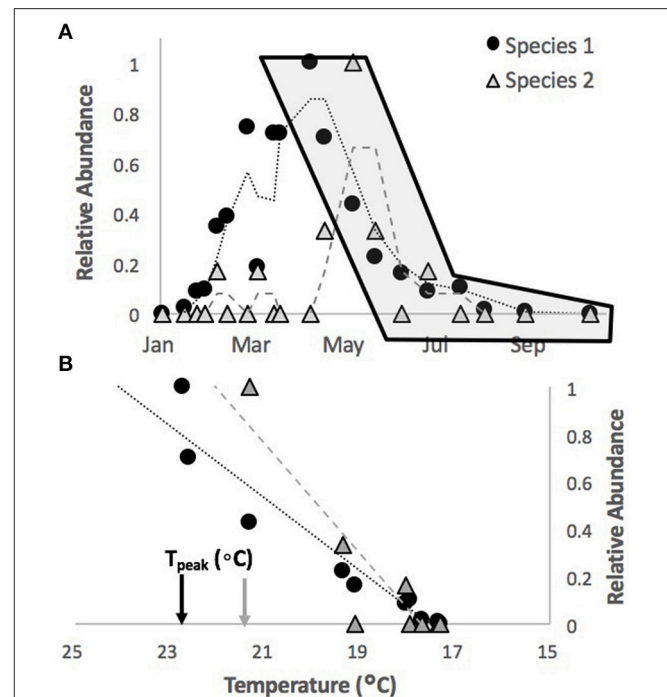 A
Species 1
Species 2
Relative Abundance
1
0.8
0.6
0.4
0.2
0
Jan
Mar
May
Jul
Sep
B
Tpeak (°C)
Relative Abundance
1
0.8
0.6
0.4
0.2
0
25
23
21
19
17
15
Temperature (°C)